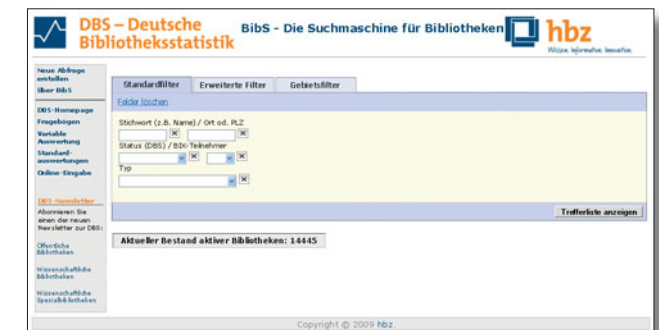 DBS – Deutsche
Bibliotheksstatistik
BibS - Die Suchmaschine für Bibliotheken
hbz
Wissen. Information. Innovation.
Neue Abfrage
erstellen
Über BibS
DBS-Homepage
Fragebögen
Variable
Auswertung
Standard-
auswertungen
Online-Eingabe
DBS-Newsletter
Abonnieren Sie
einen der neuen
Newsletter zur DBS:
Öffentliche
Bibliotheken
Wissenschaftliche
Bibliotheken
Wissenschaftliche
Spezialbibliotheken
Standardfilter
Erweiterte Filter
Gebietsfilter
Felder löschen
Stichwort (z.B. Name) / Ort od. PLZ
Status (DBS) / BIX-Teilnehmer
Typ
Trefferliste anzeigen
Aktueller Bestand aktiver Bibliotheken: 14445
Copyright © 2009 hbz.